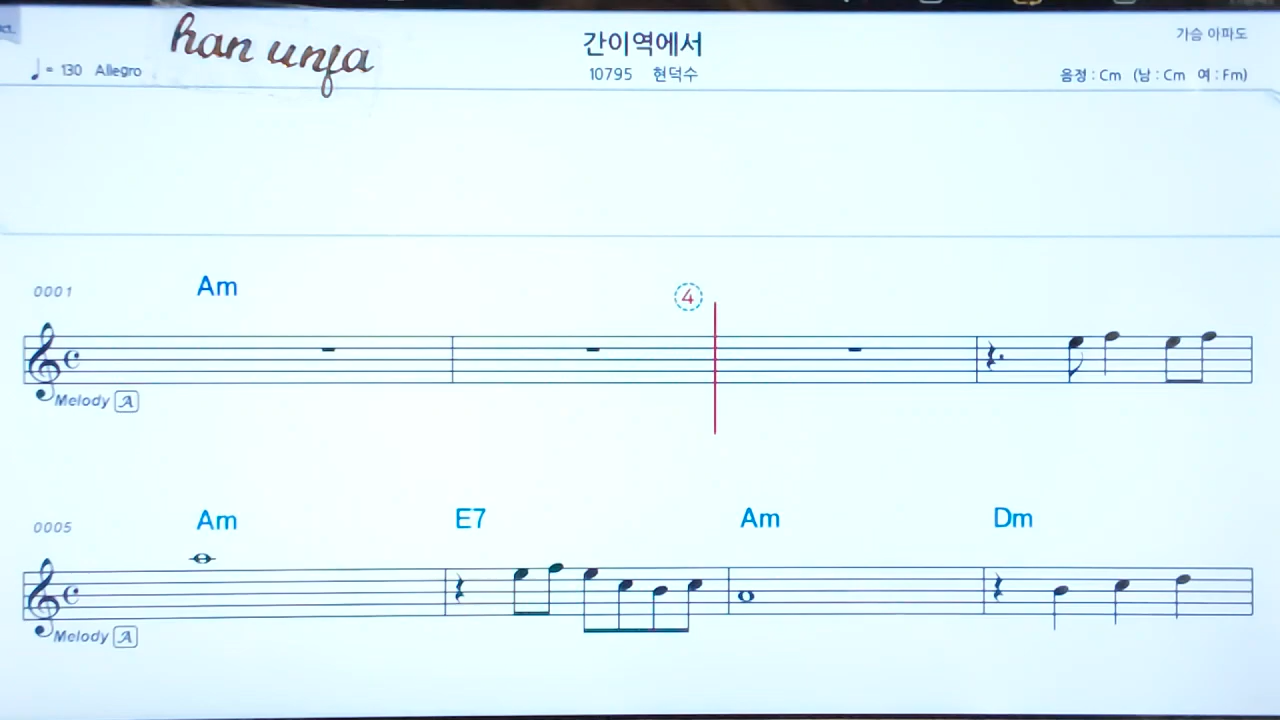 han unfa
간이역에서
가슴 아파도
♩= 130 Allegro
10795 현덕수
음정 : Cm (남 : Cm 여 : Fm)
0001
Am
4
Melody A
0005
Am E7 Am Dm
Melody A